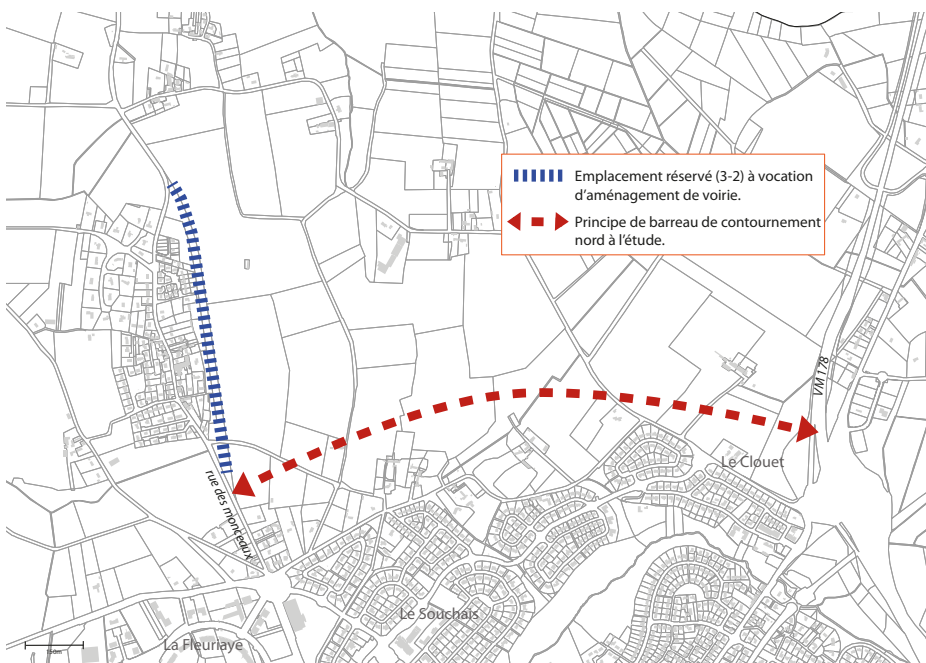 Emplacement réservé (3-2) à vocation
d'aménagement de voirie.
Principe de barreau de contournement
nord à l'étude.
VM 178
Le Clouet
rue des monceaux
Le Souchais
La Fleuriaye
150m